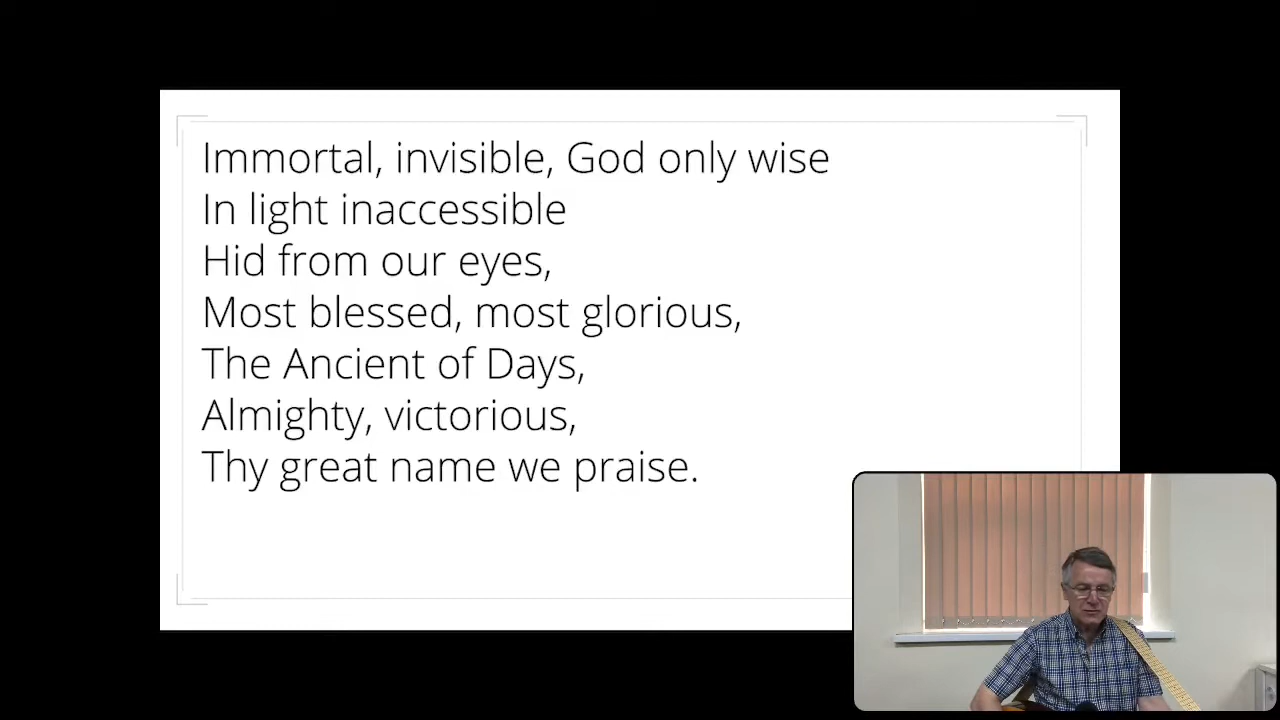 Immortal, invisible, God only wise
In light inaccessible
Hid from our eyes,
Most blessed, most glorious,
The Ancient of Days,
Almighty, victorious,
Thy great name we praise.